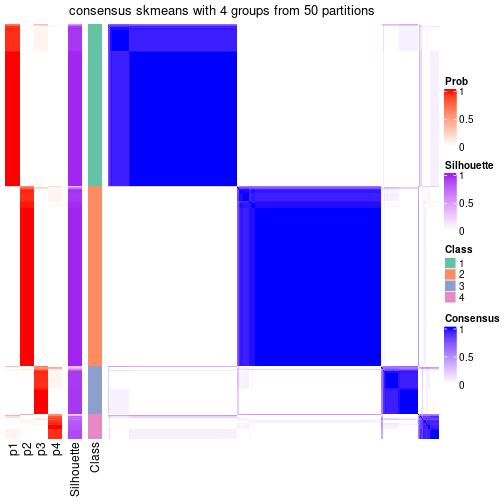 consensus skmeans with 4 groups from 50 partitions
Prob
1
0.5
0
Silhouette
1
0.5
0
Class
1
2
3
4
Consensus
1
0.5
0
p1
p2
p3
p4
Silhouette
Class